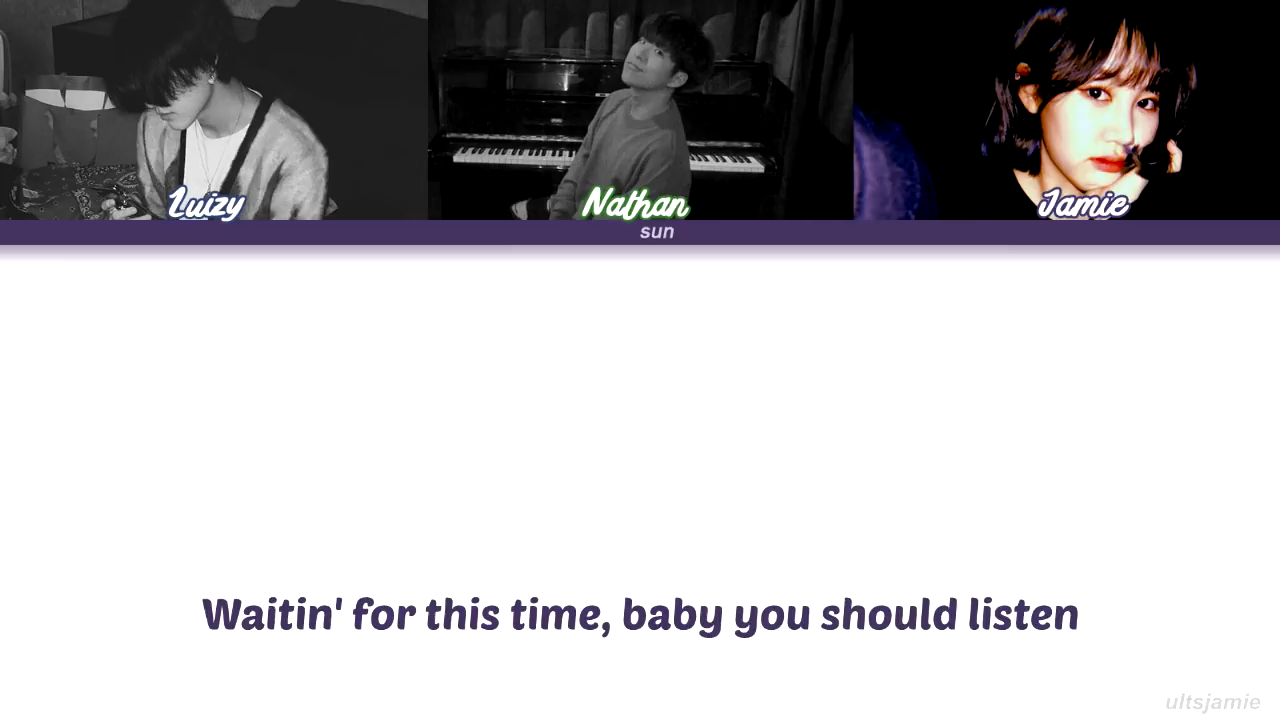 Luizy
Nathan
Jamie
sun
Waitin' for this time, baby you should listen
ultsjamie